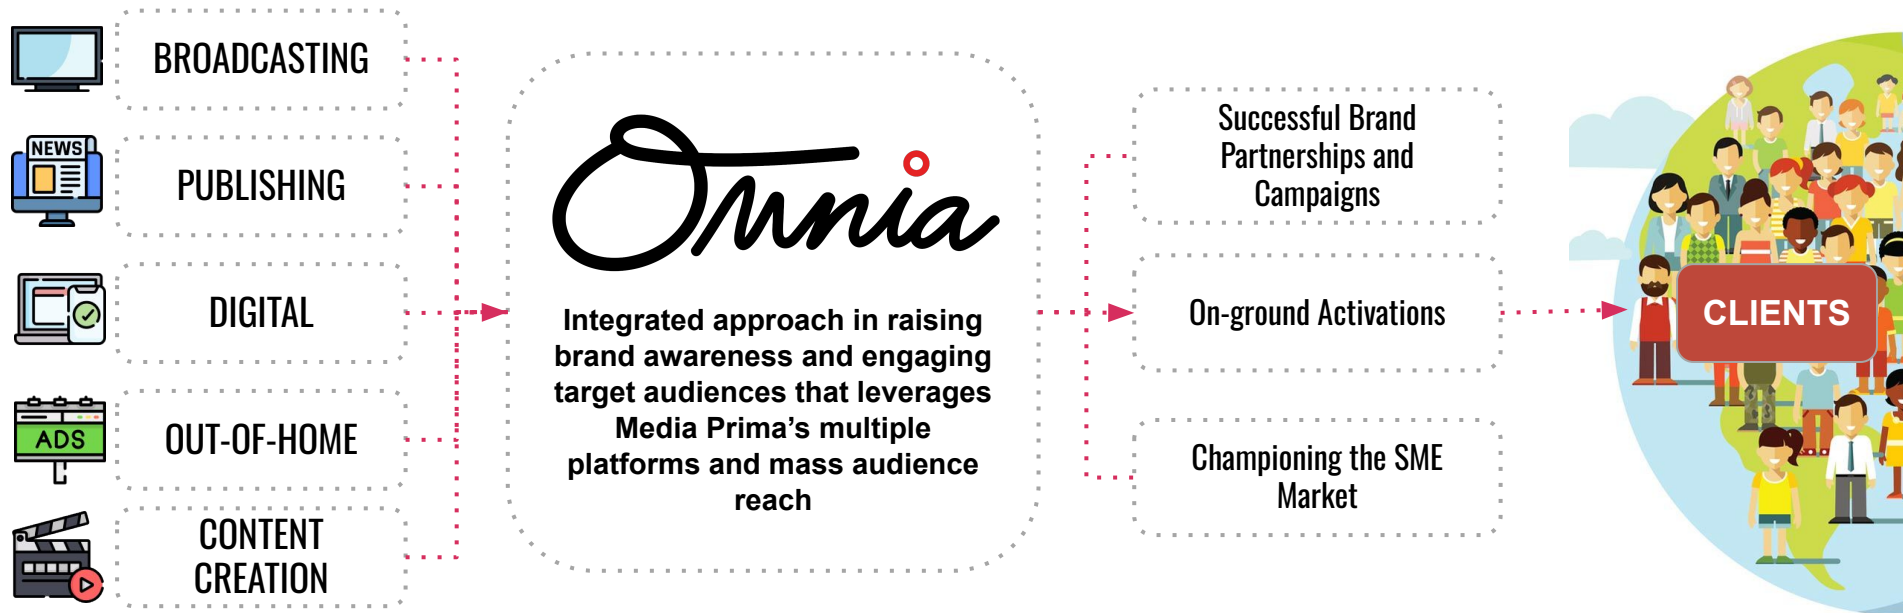 BROADCASTING
NEWS
PUBLISHING
DIGITAL
ADS
OUT-OF-HOME
CONTENT
CREATION
Omnia
Integrated approach in raising
brand awareness and engaging
target audiences that leverages
Media Prima’s multiple
platforms and mass audience
reach
Successful Brand
Partnerships and
Campaigns
On-ground Activations
Championing the SME
Market
CLIENTS